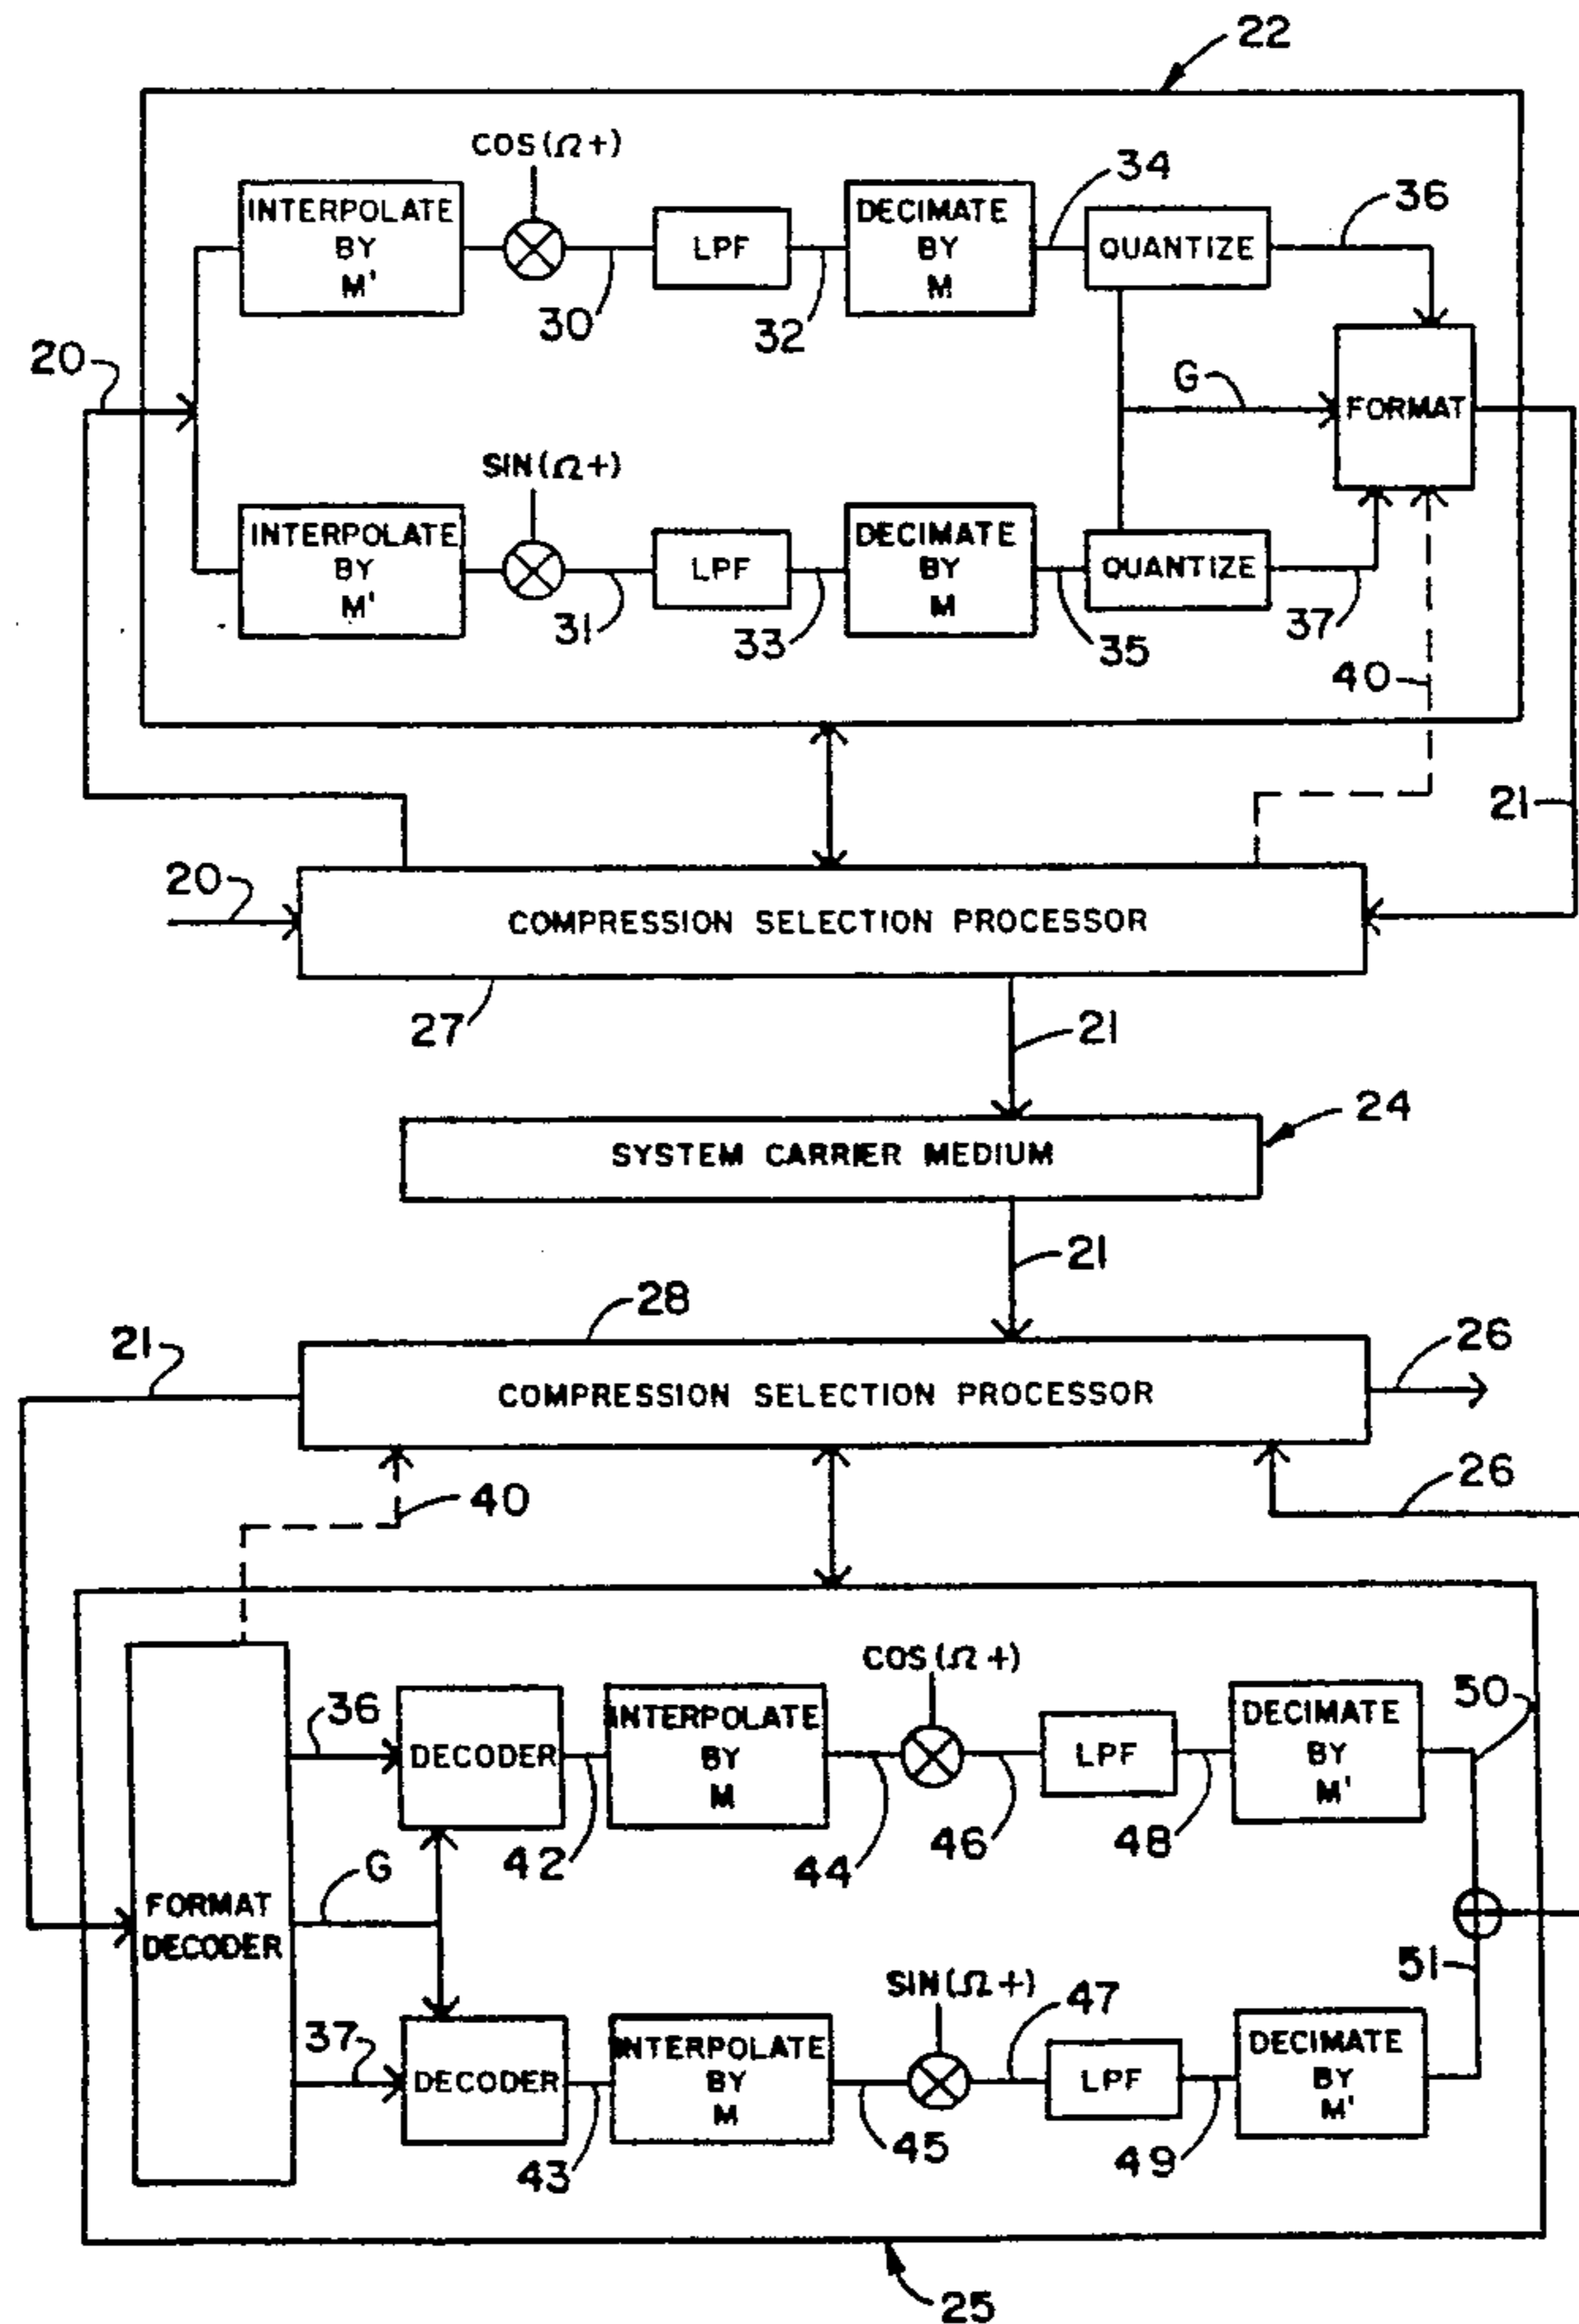 22
COS(Ω+)
INTERPOLATE
BY
M'
30
LPF
32
DECIMATE
BY
M
34
QUANTIZE
36
20
G
FORMAT
SIN(Ω+)
INTERPOLATE
BY
M'
31
LPF
33
DECIMATE
BY
M
35
QUANTIZE
37
40
21
20
COMPRESSION SELECTION PROCESSOR
27
21
SYSTEM CARRIER MEDIUM
24
21
28
21
COMPRESSION SELECTION PROCESSOR
26
40
26
COS(Ω+)
36
DECODER
42
INTERPOLATE
BY
M
44
46
LPF
48
DECIMATE
BY
M'
50
FORMAT
DECODER
G
51
SIN(Ω+)
37
DECODER
43
INTERPOLATE
BY
M
45
47
LPF
49
DECIMATE
BY
M'
25